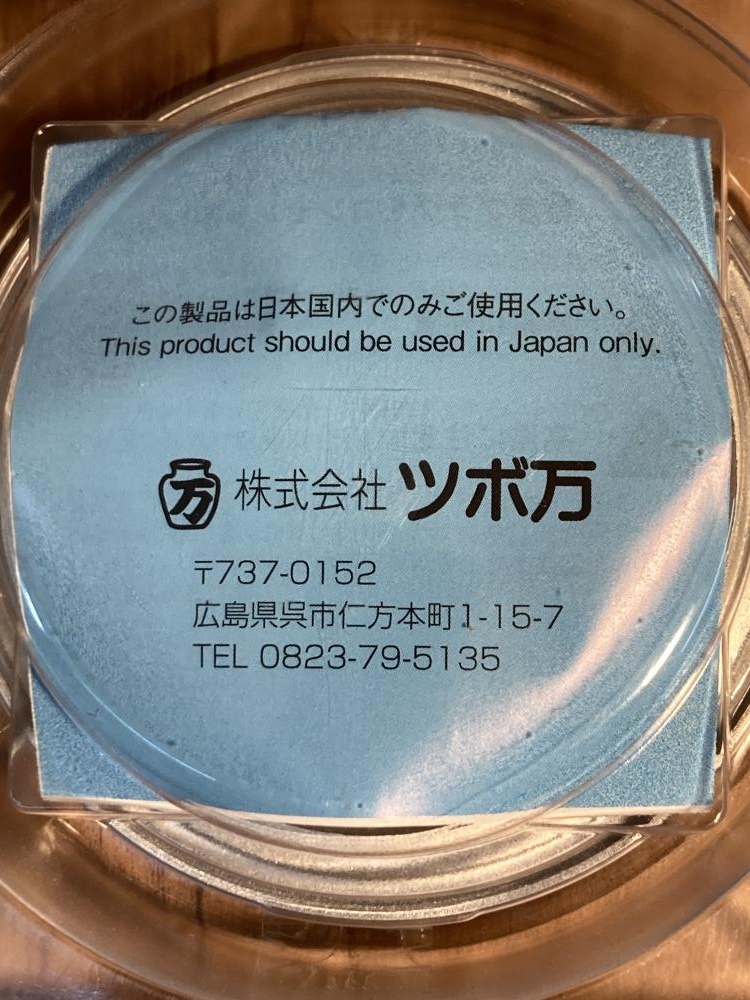 この製品は日本国内でのみご使用ください。
This product should be used in Japan only.
万 株式会社 ツボ万
〒737-0152
広島県呉市仁方本町1-15-7
TEL 0823-79-5135